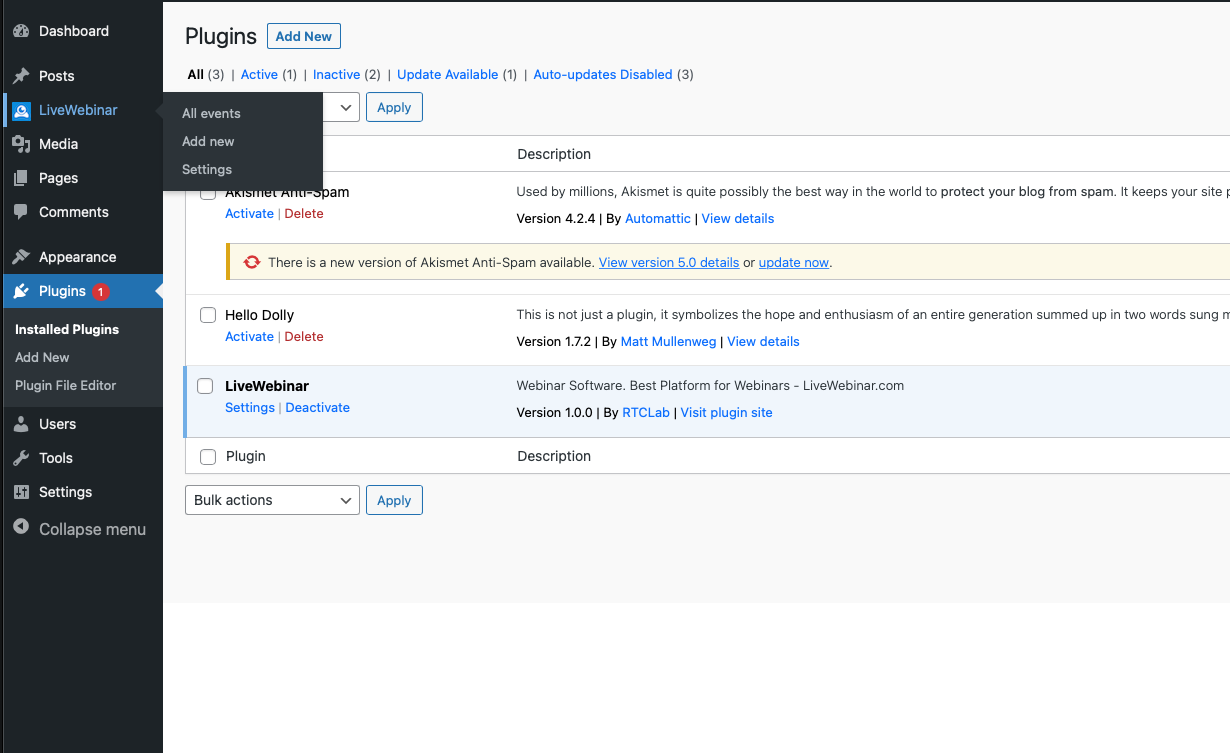 Dashboard
Posts
LiveWebinar
Media
Pages
Comments
Appearance
Plugins 1
Installed Plugins
Add New
Plugin File Editor
Users
Tools
Settings
Collapse menu
All events
Add new
Settings
Plugins Add New
All (3) | Active (1) | Inactive (2) | Update Available (1) | Auto-updates Disabled (3)
Apply
Description
Akismet Anti-Spam
Activate | Delete
Used by millions, Akismet is quite possibly the best way in the world to protect your blog from spam. It keeps your site
Version 4.2.4 | By Automattic | View details
There is a new version of Akismet Anti-Spam available. View version 5.0 details or update now.
Hello Dolly
Activate | Delete
This is not just a plugin, it symbolizes the hope and enthusiasm of an entire generation summed up in two words sung
Version 1.7.2 | By Matt Mullenweg | View details
LiveWebinar
Settings | Deactivate
Webinar Software. Best Platform for Webinars - LiveWebinar.com
Version 1.0.0 | By RTCLab | Visit plugin site
Plugin Description
Bulk actions Apply